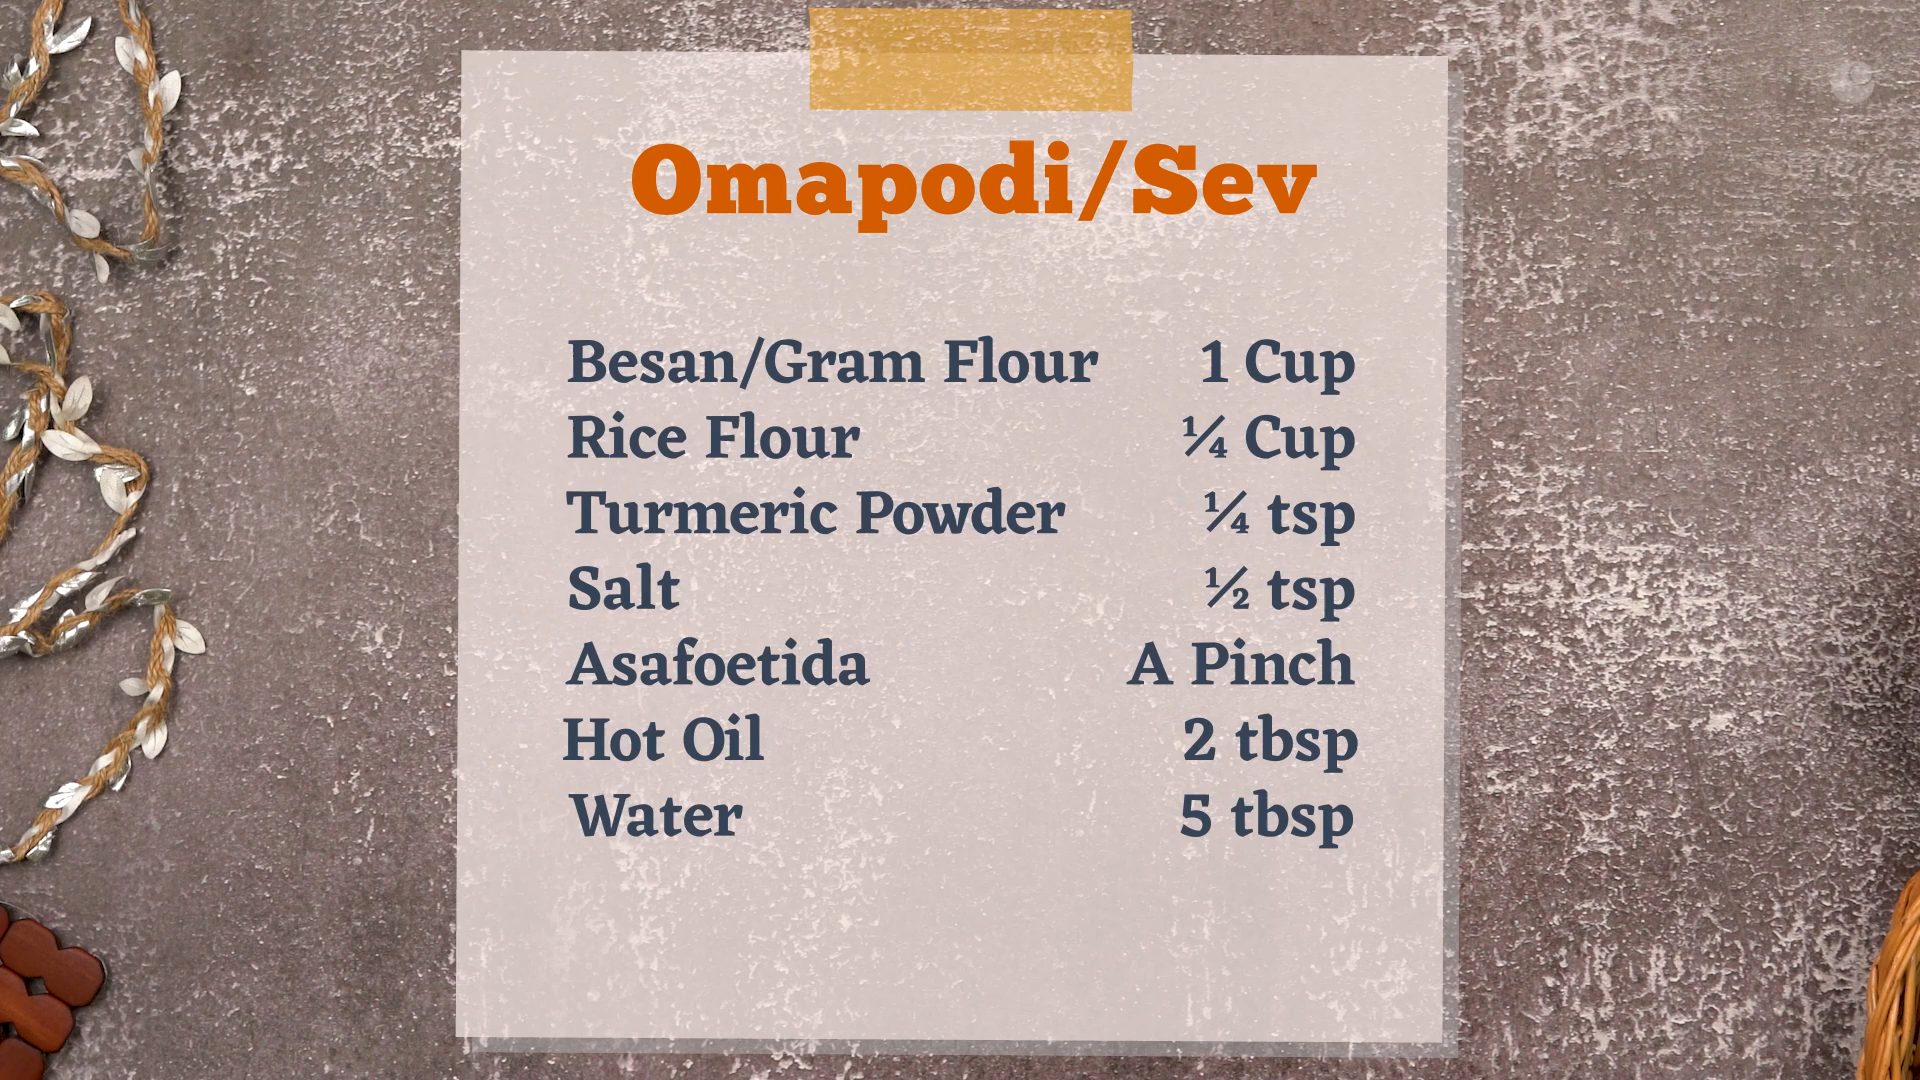 Omapodi/Sev
Besan/Gram Flour 1 Cup
Rice Flour ¼ Cup
Turmeric Powder ¼ tsp
Salt ½ tsp
Asafoetida A Pinch
Hot Oil 2 tbsp
Water 5 tbsp